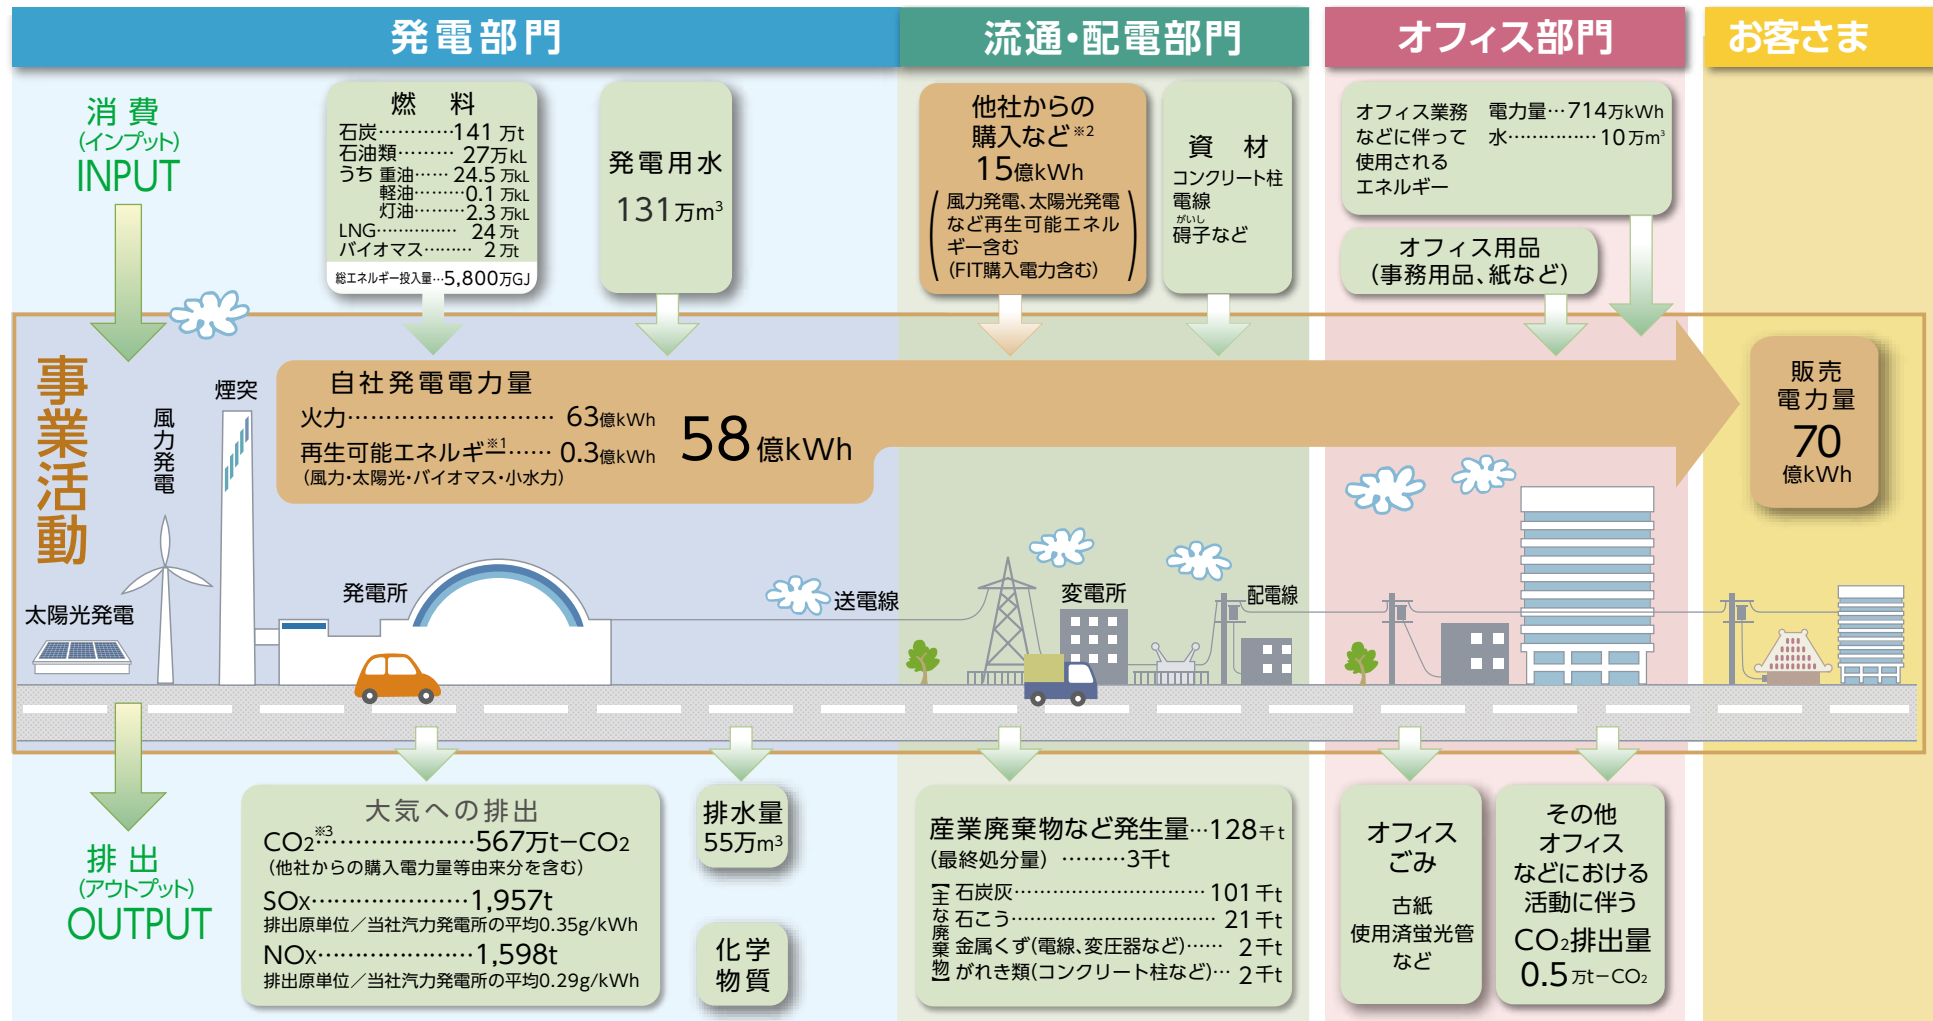 発電部門
流通・配電部門
オフィス部門
お客さま
消費
(インプット)
INPUT
燃 料
石炭…………141 万t
石油類……… 27万kL
うち 重油…… 24.5 万kL
軽油………0.1 万kL
灯油………2.3 万kL
LNG…………… 24 万t
バイオマス……… 2 万t
総エネルギー投入量…5,800万GJ
発電用水
131万m³
他社からの
購入など※2
15億kWh
風力発電、太陽光発電
など再生可能エネル
ギー含む
(FIT購入電力含む)
資 材
コンクリート柱
電線
がいし
碍子など
オフィス業務
などに伴って
使用される
エネルギー
電力量…714万kWh
水…………… 10万m³
オフィス用品
(事務用品、紙など)
事業活動
自社発電電力量
火力……………………… 63億kWh
再生可能エネルギー※1…… 0.3億kWh
(風力・太陽光・バイオマス・小水力)
58億kWh
販売
電力量
70
億kWh
煙突
風力発電
太陽光発電
発電所
送電線
変電所
配電線
排出
(アウトプット)
OUTPUT
大気への排出
CO₂※3…………………567万t−CO₂
(他社からの購入電力量等由来分を含む)
SOx…………………1,957t
排出原単位／当社汽力発電所の平均0.35g/kWh
NOx…………………1,598t
排出原単位／当社汽力発電所の平均0.29g/kWh
排水量
55万m³
化学
物質
産業廃棄物など発生量…128千t
(最終処分量) ………3千t
【主な廃棄物】
石炭灰………………………… 101千t
石こう………………………… 21千t
金属くず(電線、変圧器など)…… 2千t
がれき類(コンクリート柱など)… 2千t
オフィス
ごみ
古紙
使用済蛍光管
など
その他
オフィス
などにおける
活動に伴う
CO₂排出量
0.5万t−CO₂